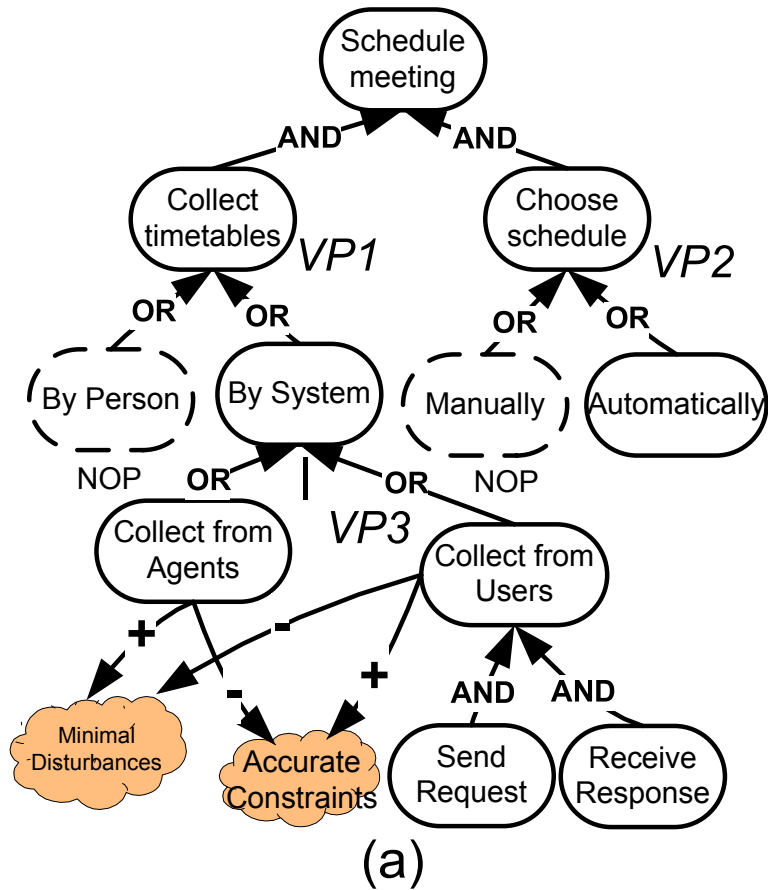 Schedule
meeting
AND
AND
Collect
timetables
VP1
Choose
schedule
VP2
OR
OR
OR
OR
By Person
By System
Manually
Automatically
NOP
NOP
OR
OR
VP3
Collect from
Agents
Collect from
Users
+
-
-
+
AND
AND
Minimal
Disturbances
Accurate
Constraints
Send
Request
Receive
Response
(a)